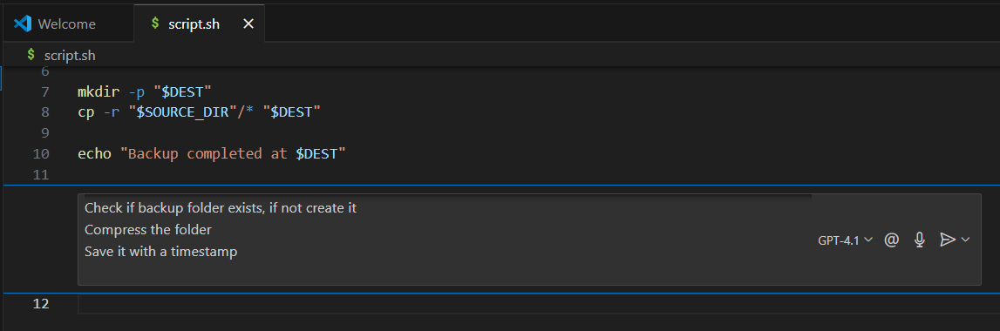 Welcome
$ script.sh
$ script.sh
6
7 mkdir -p "$DEST"
8 cp -r "$SOURCE_DIR"/* "$DEST"
9
10 echo "Backup completed at $DEST"
11
Check if backup folder exists, if not create it
Compress the folder
Save it with a timestamp
GPT-4.1 @
12